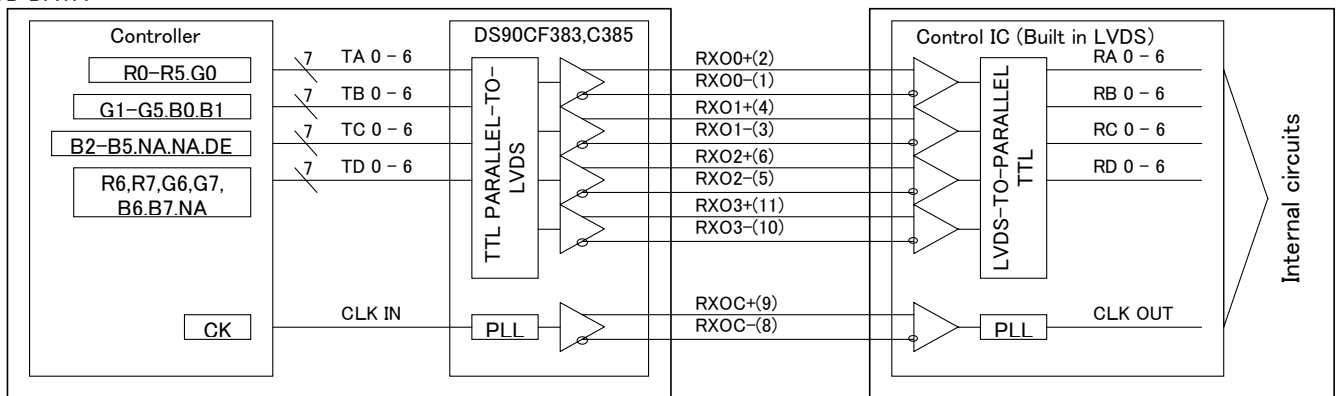 Controller
R0-R5.G0
G1-G5.B0.B1
B2-B5.NA.NA.DE
R6,R7,G6,G7,
B6.B7.NA
CK
7
TA 0 - 6
7
TB 0 - 6
TC 0 - 6
7
TD 0 - 6
CLK IN
DS90CF383,C385
TTL PARALLEL-TO-
LVDS
PLL
RXO0+(2)
RXO0-(1)
RXO1+(4)
RXO1-(3)
RXO2+(6)
RXO2-(5)
RXO3+(11)
RXO3-(10)
RXOC+(9)
RXOC-(8)
Control IC (Built in LVDS)
LVDS-TO-PARALLEL
TTL
PLL
RA 0 - 6
RB 0 - 6
RC 0 - 6
RD 0 - 6
CLK OUT
Internal circuits